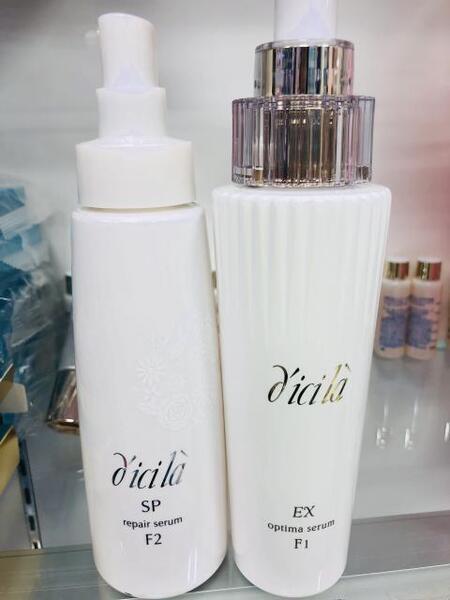 d'icilà
SP
repair serum
F2
d'icilà
EX
optima serum
F1